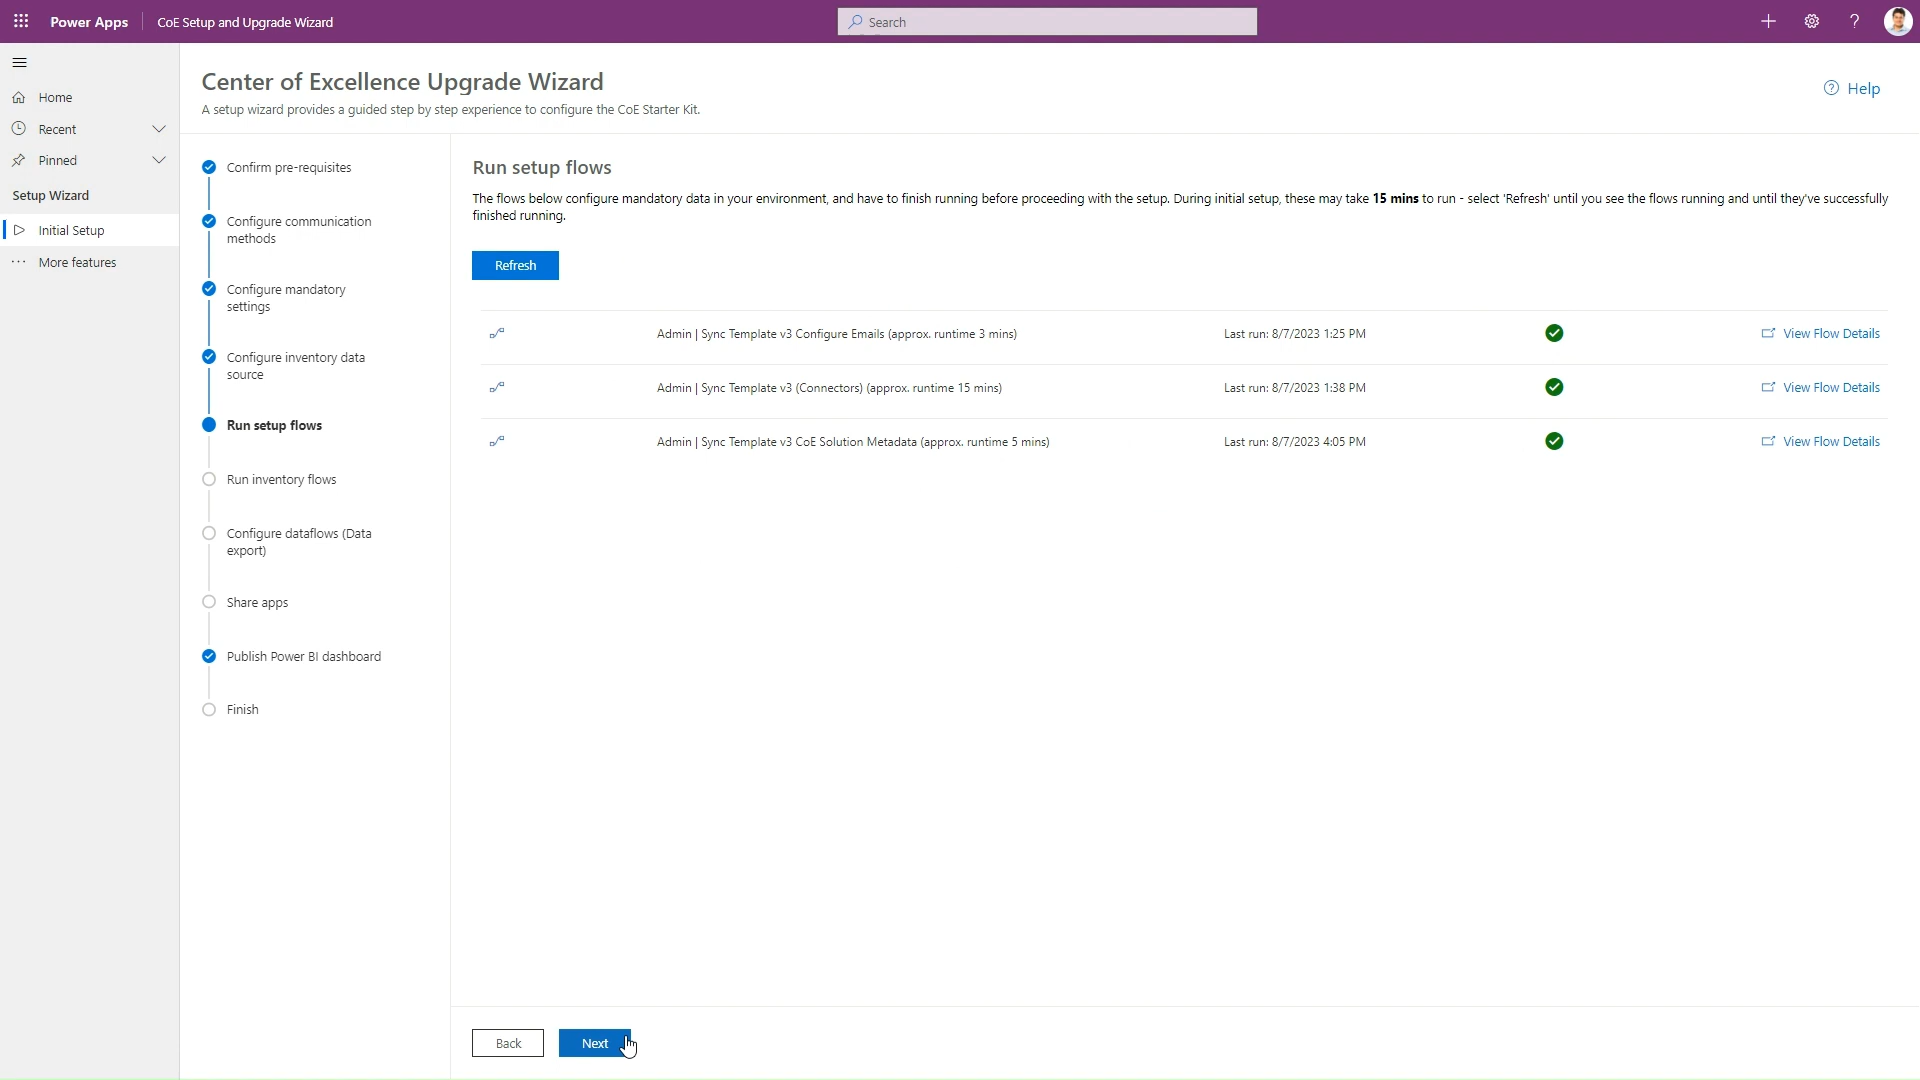 Power Apps
CoE Setup and Upgrade Wizard
Search
Home
Recent
Pinned
Setup Wizard
Initial Setup
More features
Center of Excellence Upgrade Wizard
A setup wizard provides a guided step by step experience to configure the CoE Starter Kit.
Help
Confirm pre-requisites
Configure communication
methods
Configure mandatory
settings
Configure inventory data
source
Run setup flows
Run inventory flows
Configure dataflows (Data
export)
Share apps
Publish Power BI dashboard
Finish
Run setup flows
The flows below configure mandatory data in your environment, and have to finish running before proceeding with the setup. During initial setup, these may take 15 mins to run - select 'Refresh' until you see the flows running and until they've successfully
finished running.
Refresh
Admin | Sync Template v3 Configure Emails (approx. runtime 3 mins) Last run: 8/7/2023 1:25 PM View Flow Details
Admin | Sync Template v3 (Connectors) (approx. runtime 15 mins) Last run: 8/7/2023 1:38 PM View Flow Details
Admin | Sync Template v3 CoE Solution Metadata (approx. runtime 5 mins) Last run: 8/7/2023 4:05 PM View Flow Details
Back
Next